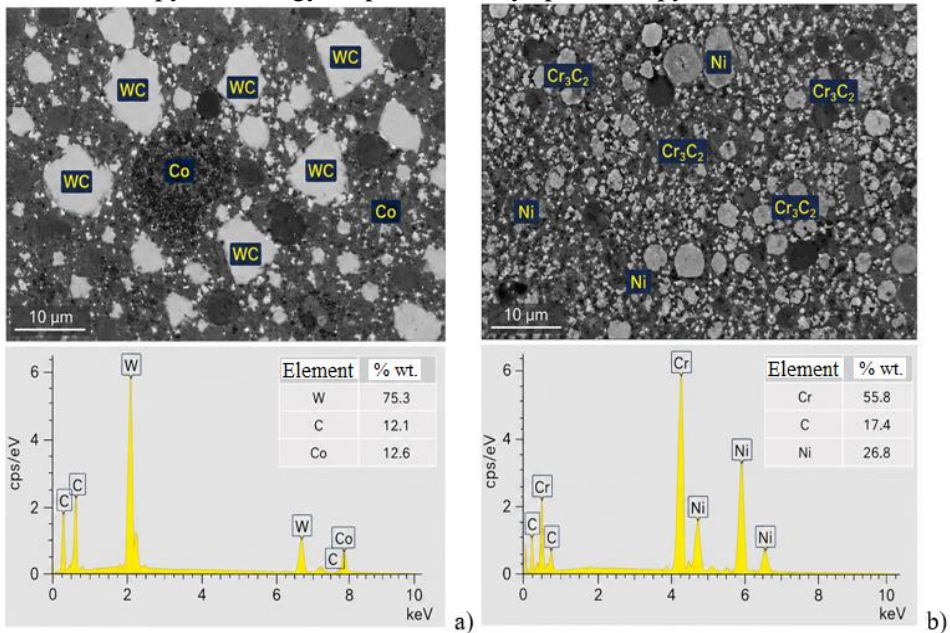 WC
WC
WC
WC
WC
WC
Co
Co
10 µm
Ni
Cr₃C₂
Cr₃C₂
Cr₃C₂
Cr₃C₂
Ni
Ni
10 µm
6
4
2
0
cps/eV
W
C
C
W
C
Co
Element % wt.
W 75.3
C 12.1
Co 12.6
0 2 4 6 8 10
keV
a)
6
4
2
0
cps/eV
Cr
Cr
C
C
Ni
Ni
Ni
Element % wt.
Cr 55.8
C 17.4
Ni 26.8
0 2 4 6 8 10
keV
b)